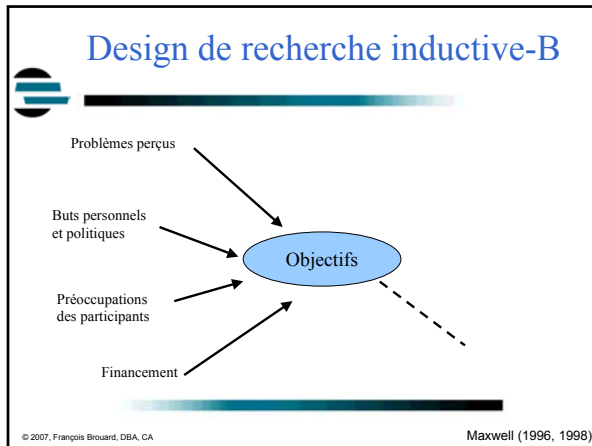 Design de recherche inductive-B
Problèmes perçus
Buts personnels
et politiques
Objectifs
Préoccupations
des participants
Financement
© 2007, François Brouard, DBA, CA
Maxwell (1996, 1998)